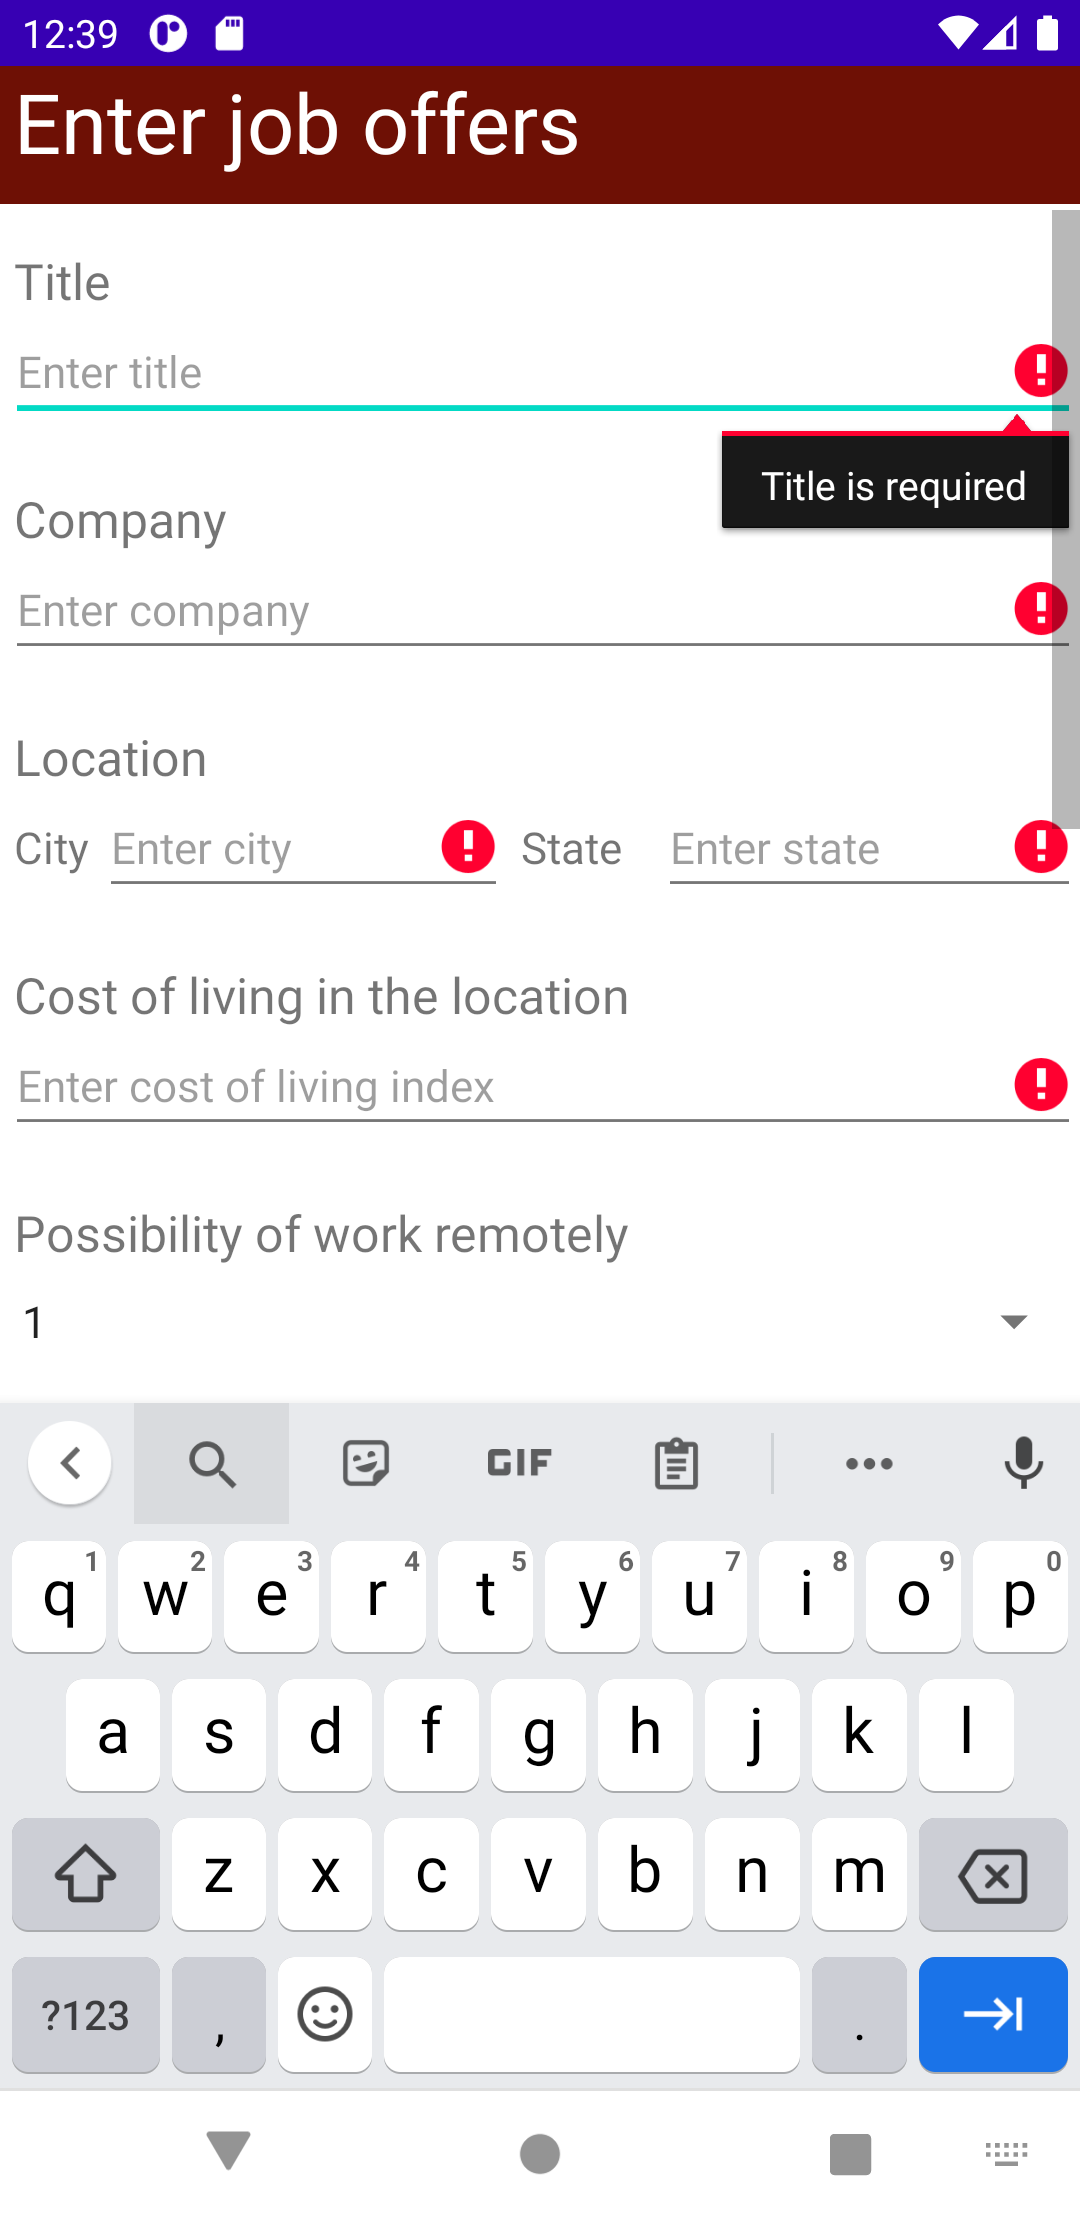 12:39
Enter job offers
Title
Enter title
Title is required
Company
Enter company
Location
City Enter city State Enter state
Cost of living in the location
Enter cost of living index
Possibility of work remotely
1
GIF
q 1 w 2 e 3 r 4 t 5 y 6 u 7 i 8 o 9 p 0
a s d f g h j k l
z x c v b n m
?123 , .